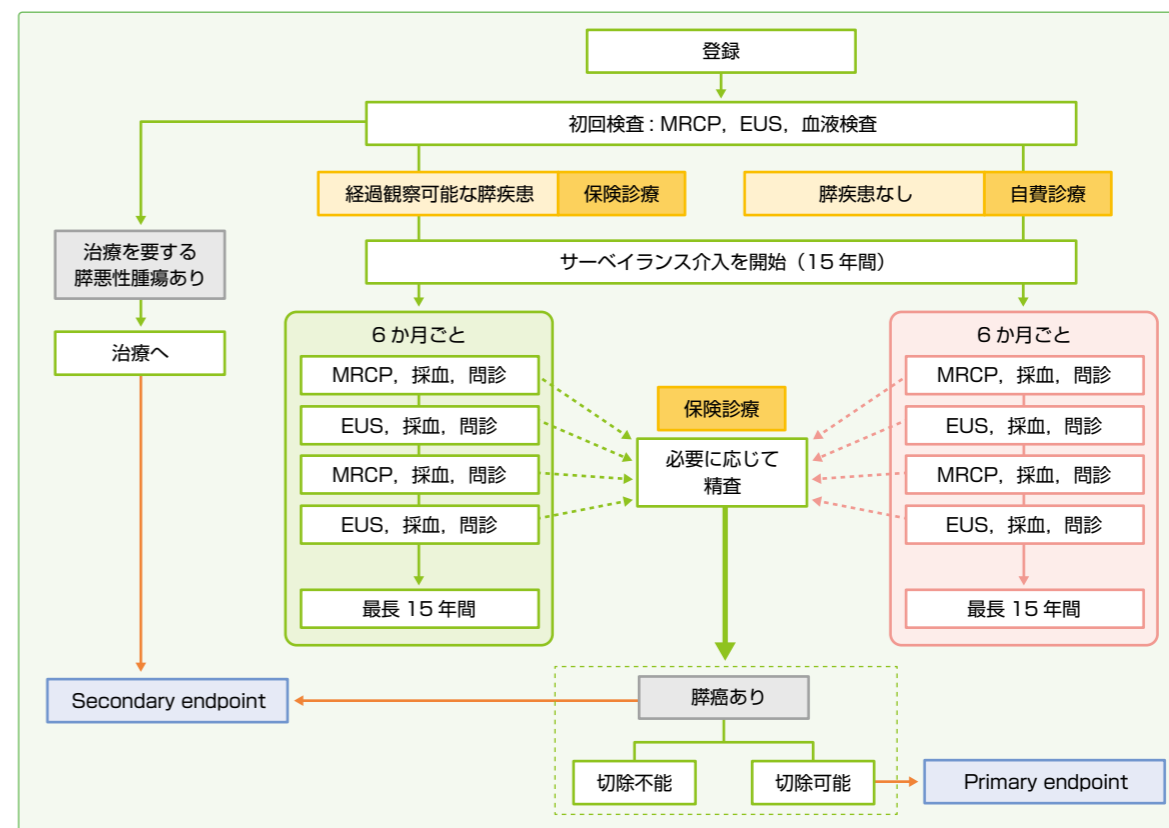 登録
初回検査：MRCP，EUS，血液検査
経過観察可能な膵疾患
保険診療
膵疾患なし
自費診療
治療を要する
膵悪性腫瘍あり
サーベイランス介入を開始（15年間）
治療へ
6か月ごと
MRCP，採血，問診
EUS，採血，問診
MRCP，採血，問診
EUS，採血，問診
最長 15年間
保険診療
必要に応じて
精査
6か月ごと
MRCP，採血，問診
EUS，採血，問診
MRCP，採血，問診
EUS，採血，問診
最長 15年間
Secondary endpoint
膵癌あり
切除不能
切除可能
Primary endpoint